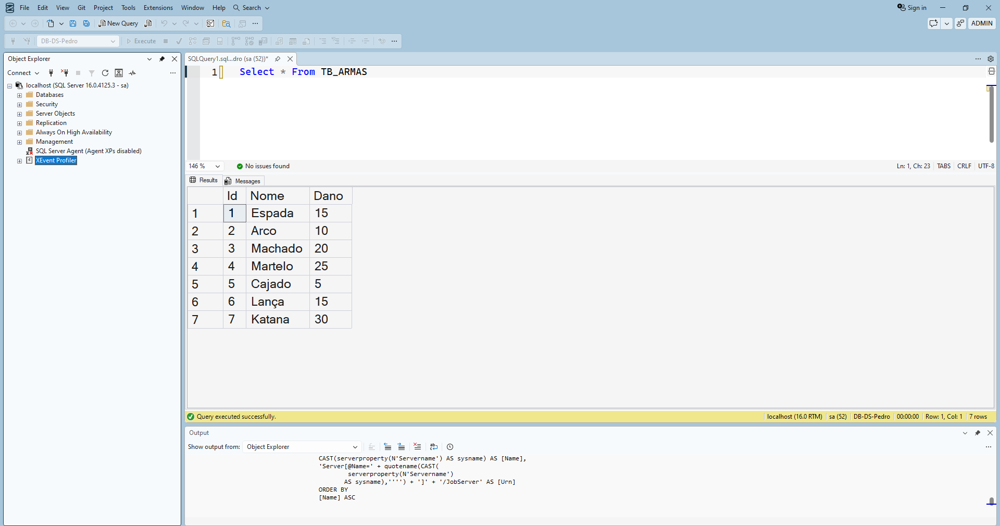 File Edit View Git Project Tools Extensions Window Help Search Sign in
New Query ADMIN
DB-DS-Pedro Execute
Object Explorer
Connect
localhost (SQL Server 16.0.4125.3 - sa)
Databases
Security
Server Objects
Replication
Always On High Availability
Management
SQL Server Agent (Agent XPs disabled)
XEvent Profiler
SQLQuery1.sql...dro (sa (52))*
1 Select * From TB_ARMAS
146 % No issues found Ln: 1, Ch: 23 TABS CRLF UTF-8
Results Messages
Id Nome Dano
1 1 Espada 15
2 2 Arco 10
3 3 Machado 20
4 4 Martelo 25
5 5 Cajado 5
6 6 Lança 15
7 7 Katana 30
Query executed successfully. localhost (16.0 RTM) sa (52) DB-DS-Pedro 00:00:00 Row: 1, Col: 1 7 rows
Output
Show output from: Object Explorer
CAST(serverproperty(N'Servername') AS sysname) AS [Name],
'Server[@Name=' + quotename(CAST(
serverproperty(N'Servername')
AS sysname),'''') + ']' + '/JobServer' AS [Urn]
ORDER BY
[Name] ASC